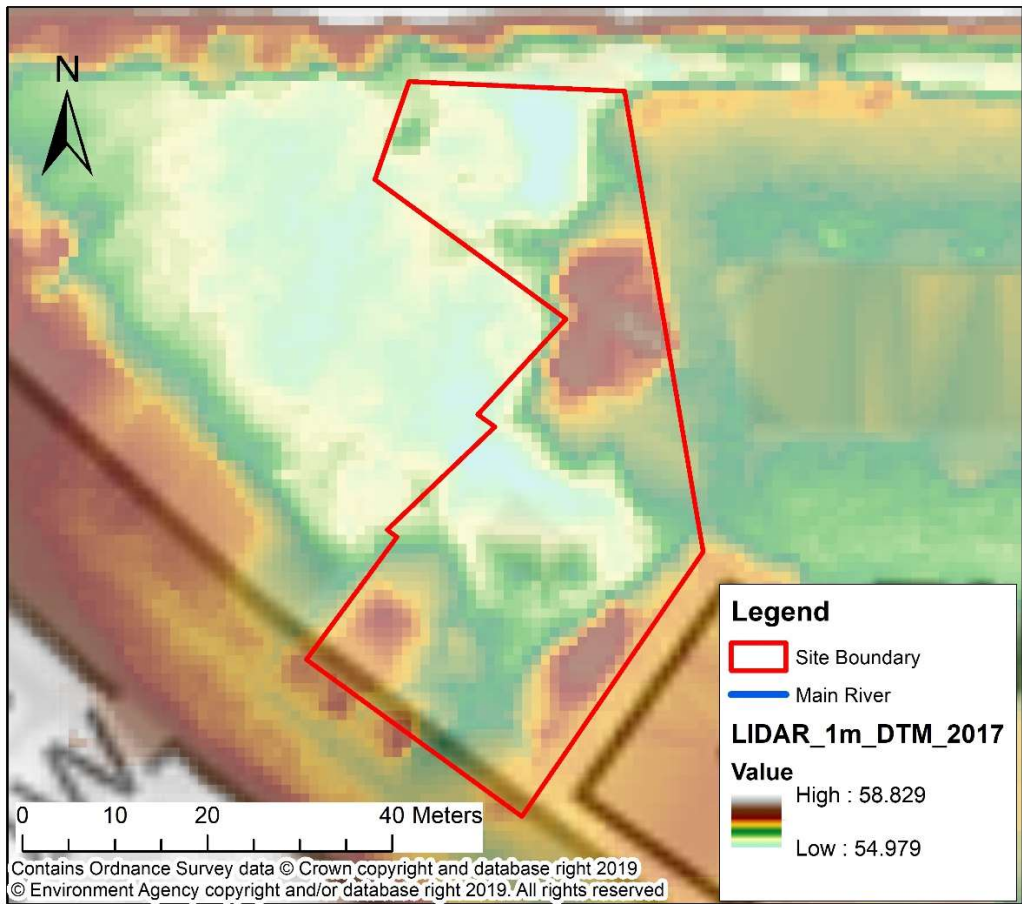 N
Legend
Site Boundary
Main River
LIDAR_1m_DTM_2017
Value
High : 58.829
Low : 54.979
0 10 20 40 Meters
Contains Ordnance Survey data © Crown copyright and database right 2019
© Environment Agency copyright and/or database right 2019. All rights reserved